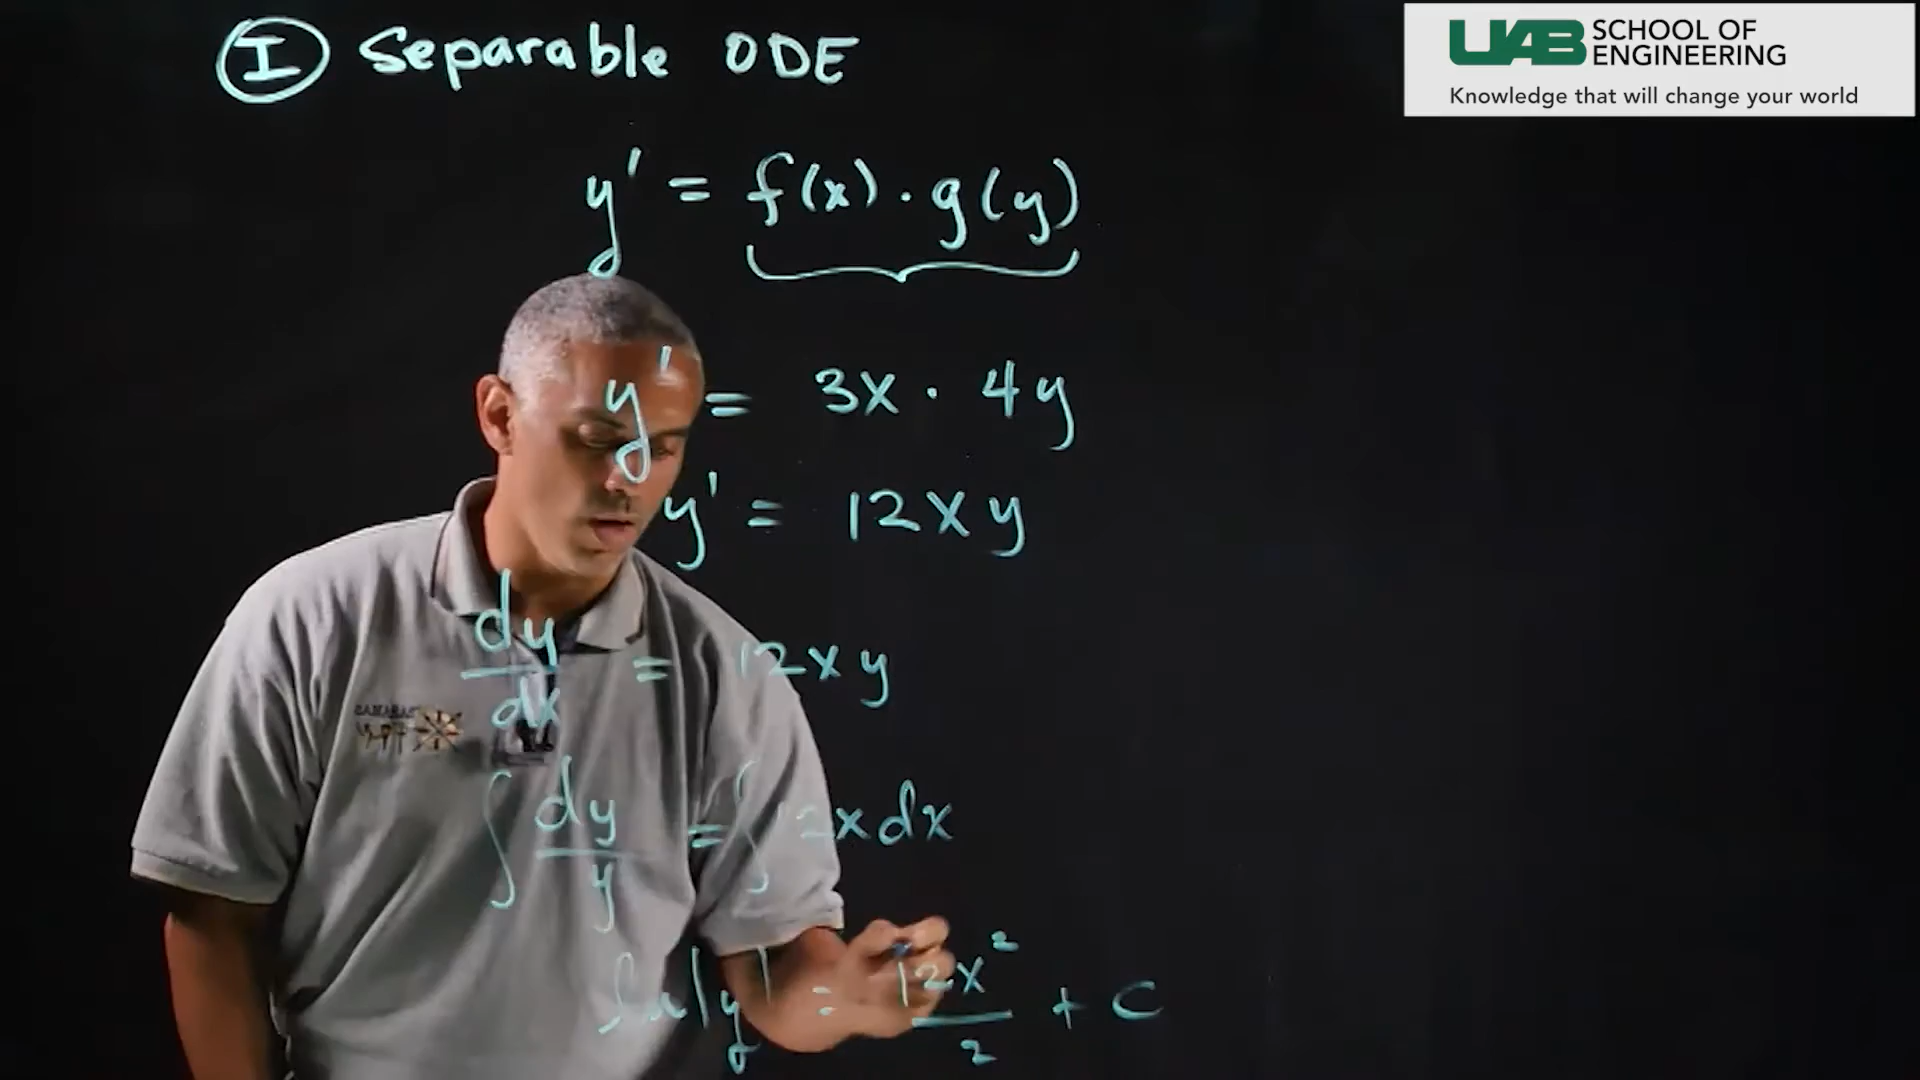 I Separable ODE
UAB SCHOOL OF
ENGINEERING
Knowledge that will change your world
y' = f(x) · g(y)
y' = 3x · 4y
y' = 12xy
dy/dx = 12xy
∫ dy/y = ∫ 12x dx
ln|y| = 12x²/2 + C